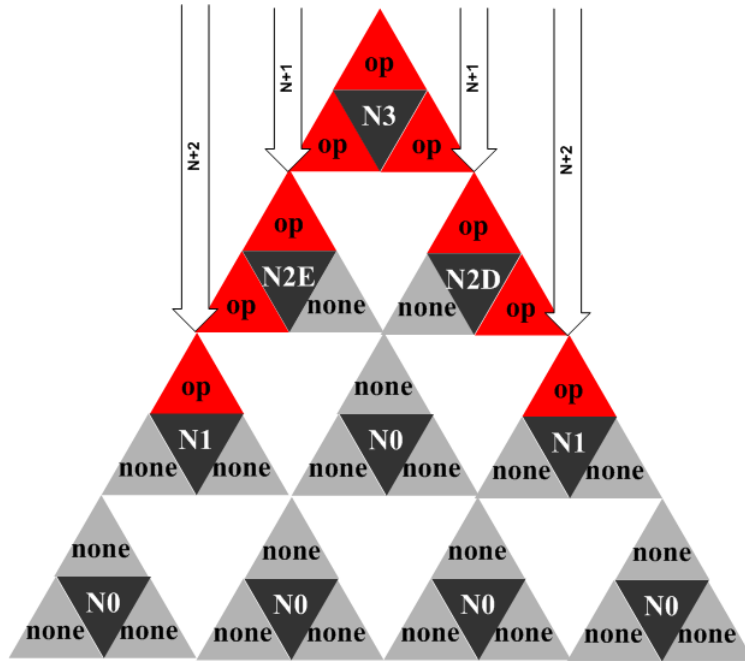 op
N+1 N+1
N3
op op
N+2 N+2
op op
N2E N2D
op none none op
op none op
N1 N0 N1
none none none none none none
none none none none
N0 N0 N0 N0
none none none none none none none none